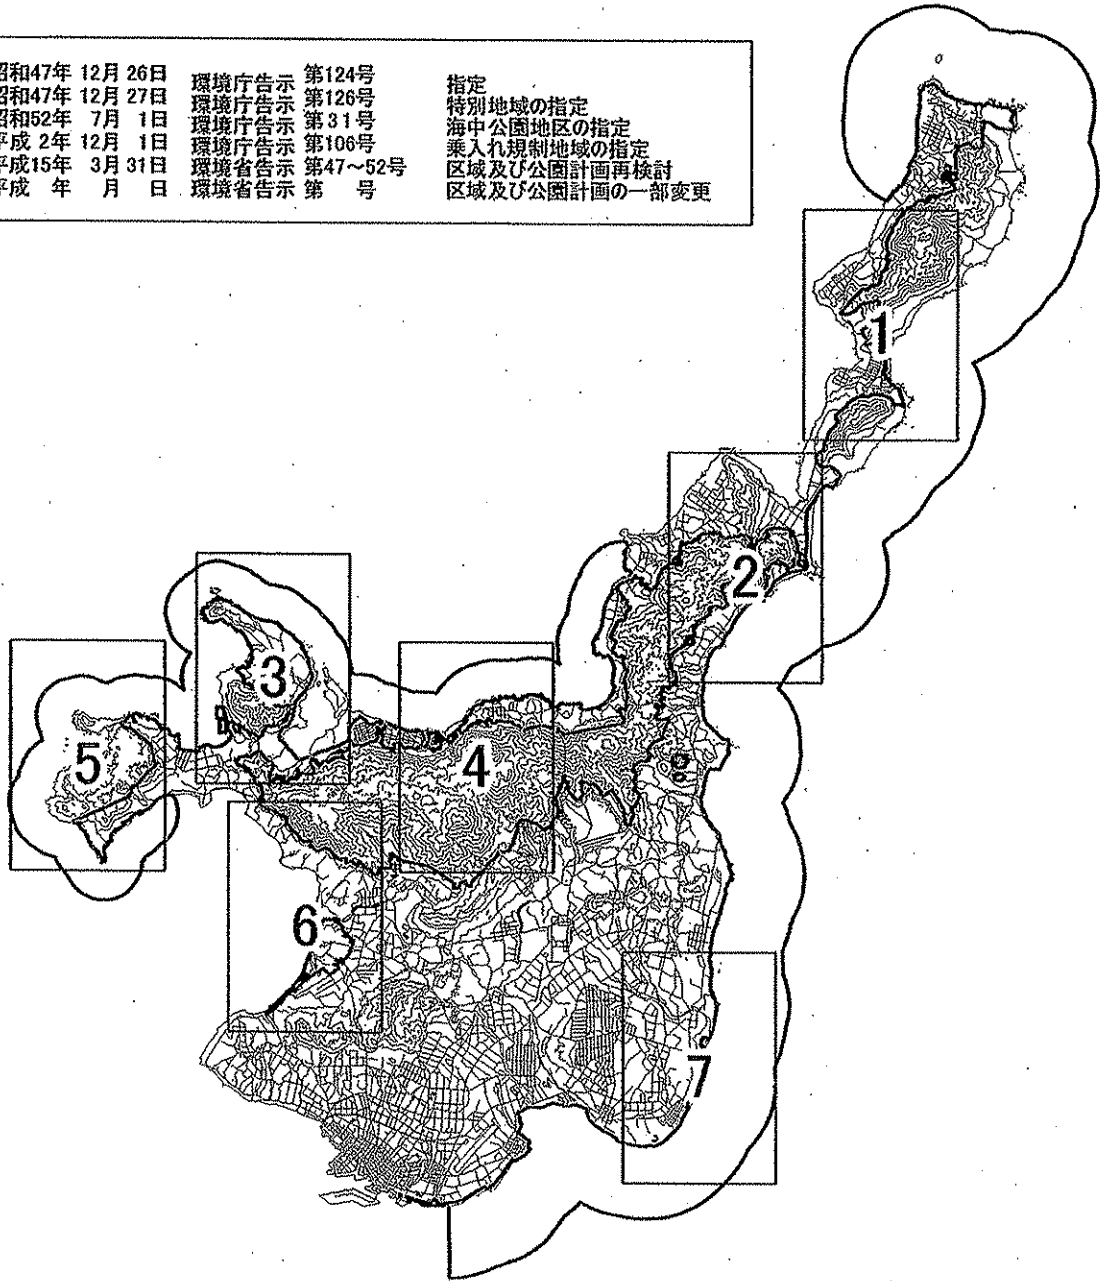 昭和47年 12月 26日 環境庁告示 第124号 指定
昭和47年 12月 27日 環境庁告示 第126号 特別地域の指定
昭和52年 7月 1日 環境庁告示 第31号 海中公園地区の指定
平成 2年 12月 1日 環境庁告示 第106号 乗入れ規制地域の指定
平成15年 3月 31日 環境省告示 第47～52号 区域及び公園計画再検討
平成 年 月 日 環境省告示 第 号 区域及び公園計画の一部変更
1
2
3
4
5
6
7